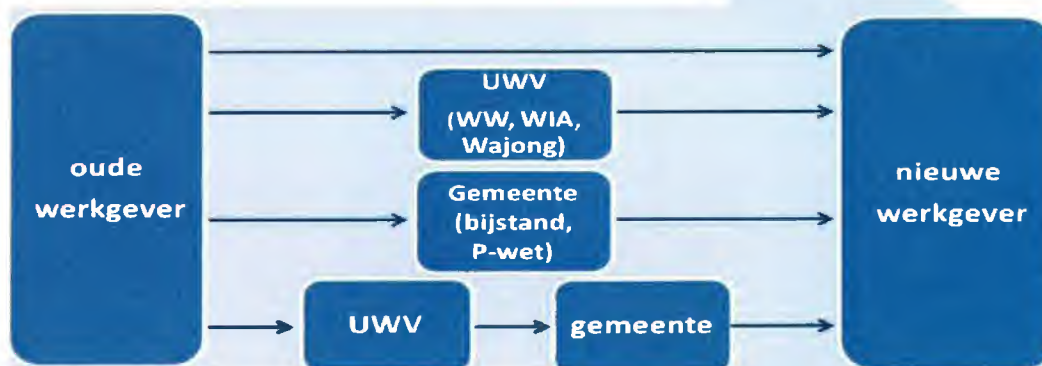 oude
werkgever
UWV
(WW, WIA,
Wajong)
Gemeente
(bijstand,
P-wet)
UWV
gemeente
nieuwe
werkgever